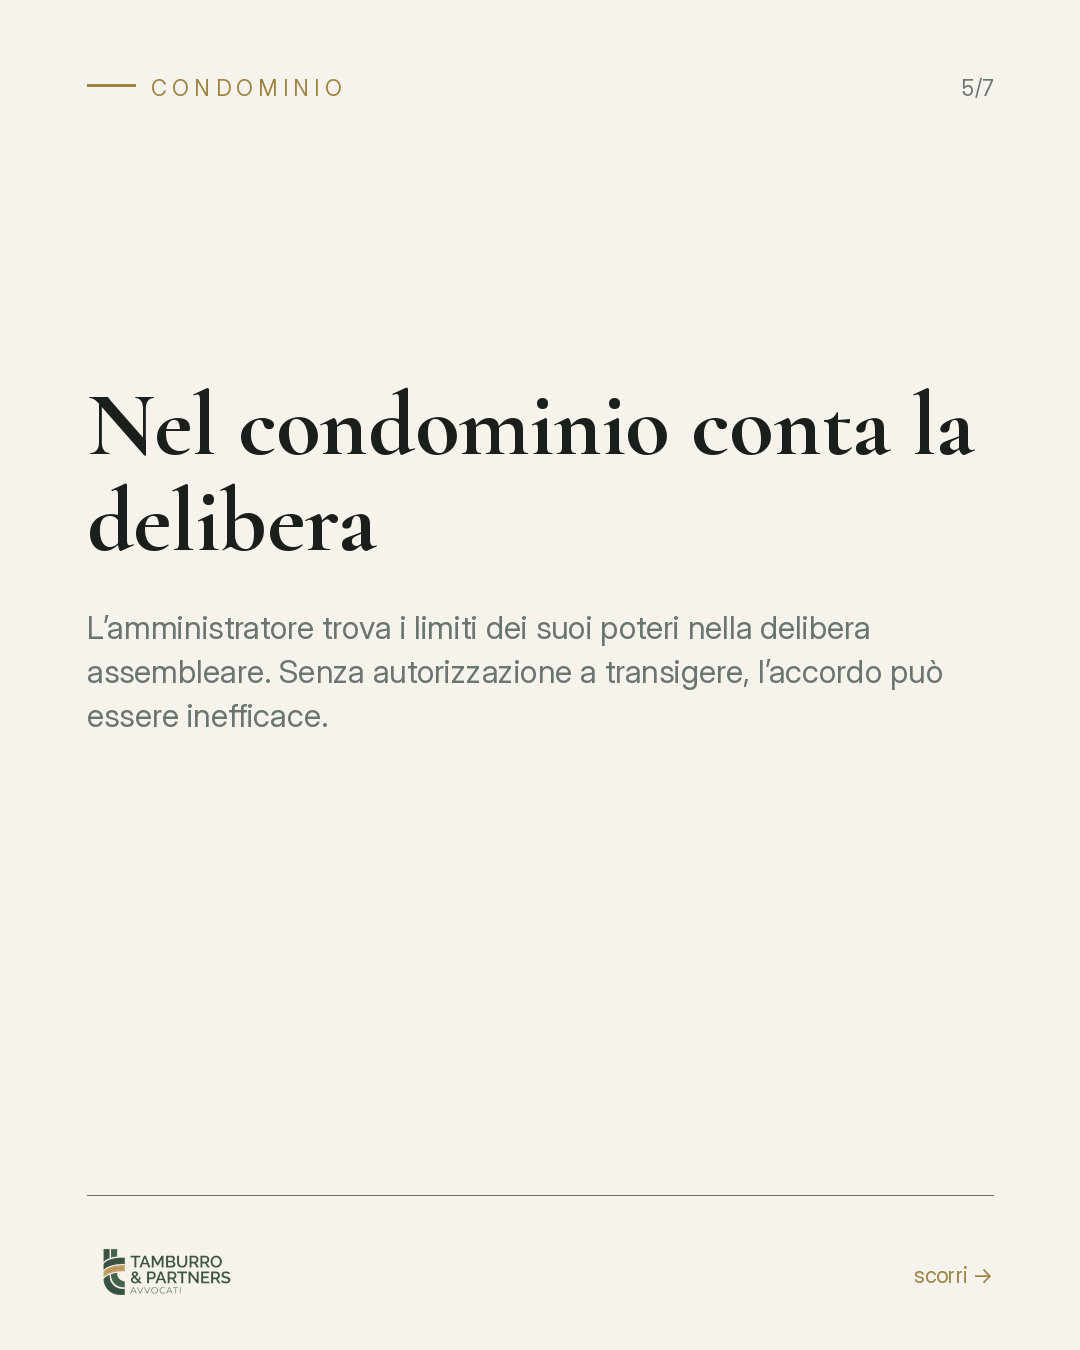 CONDOMINIO
5/7
Nel condominio conta la
delibera
L’amministratore trova i limiti dei suoi poteri nella delibera
assembleare. Senza autorizzazione a transigere, l’accordo può
essere inefficace.
TAMBURRO
& PARTNERS
AVVOCATI
scorri →